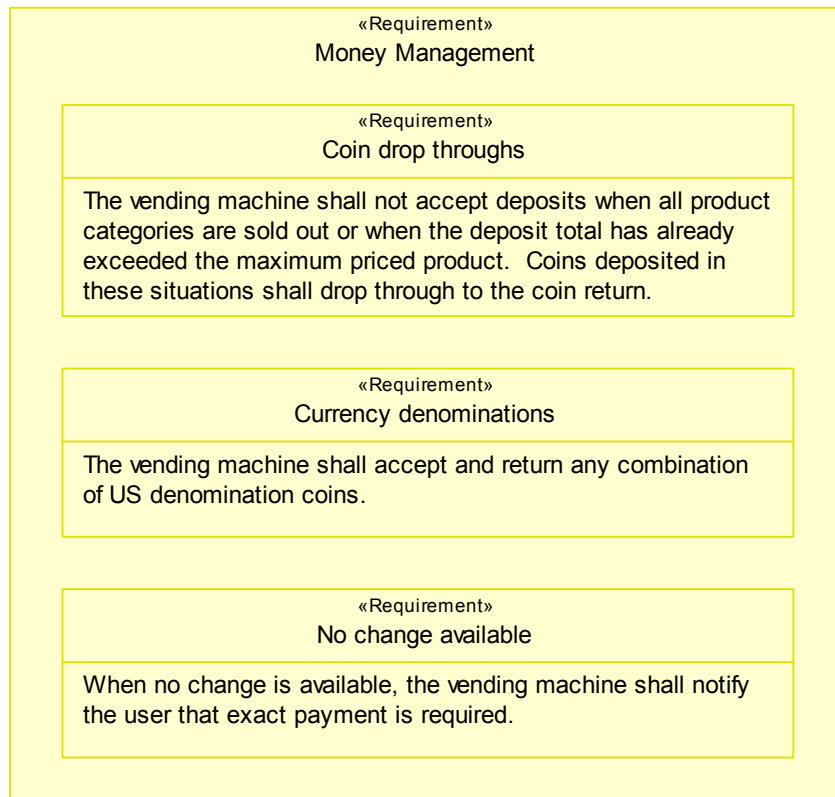 «Requirement»
Money Management
«Requirement»
Coin drop throughs
The vending machine shall not accept deposits when all product
categories are sold out or when the deposit total has already
exceeded the maximum priced product.  Coins deposited in
these situations shall drop through to the coin return.
«Requirement»
Currency denominations
The vending machine shall accept and return any combination
of US denomination coins.
«Requirement»
No change available
When no change is available, the vending machine shall notify
the user that exact payment is required.